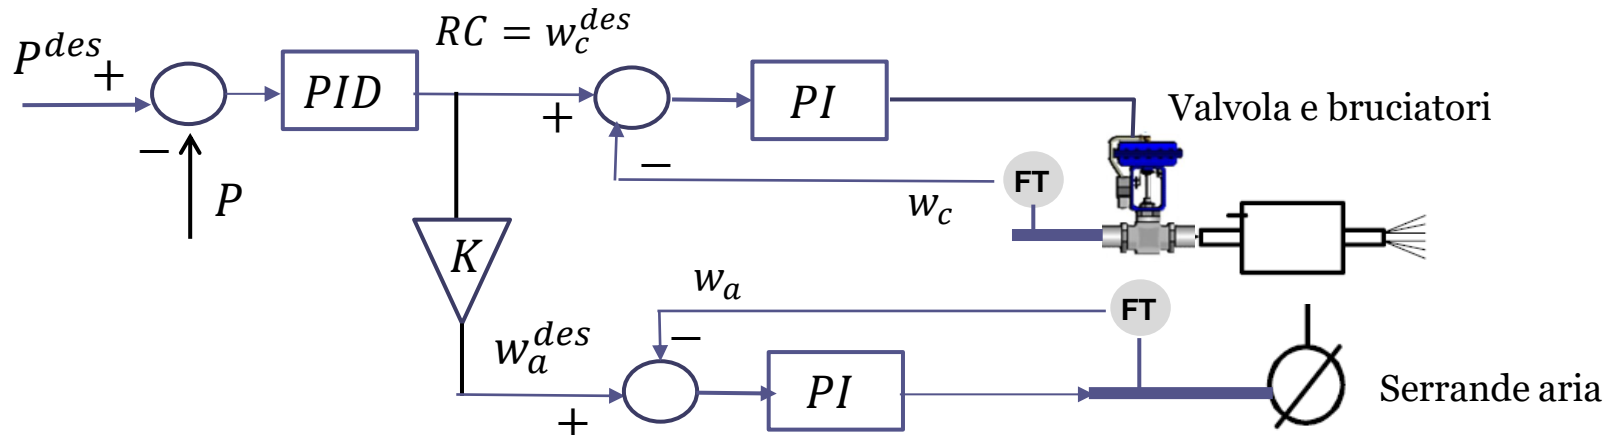 P^{des}
+
−
P
PID
RC = w_c^{des}
+
−
PI
w_c
FT
Valvola e bruciatori
K
w_a^{des}
+
−
w_a
PI
FT
Serrande aria